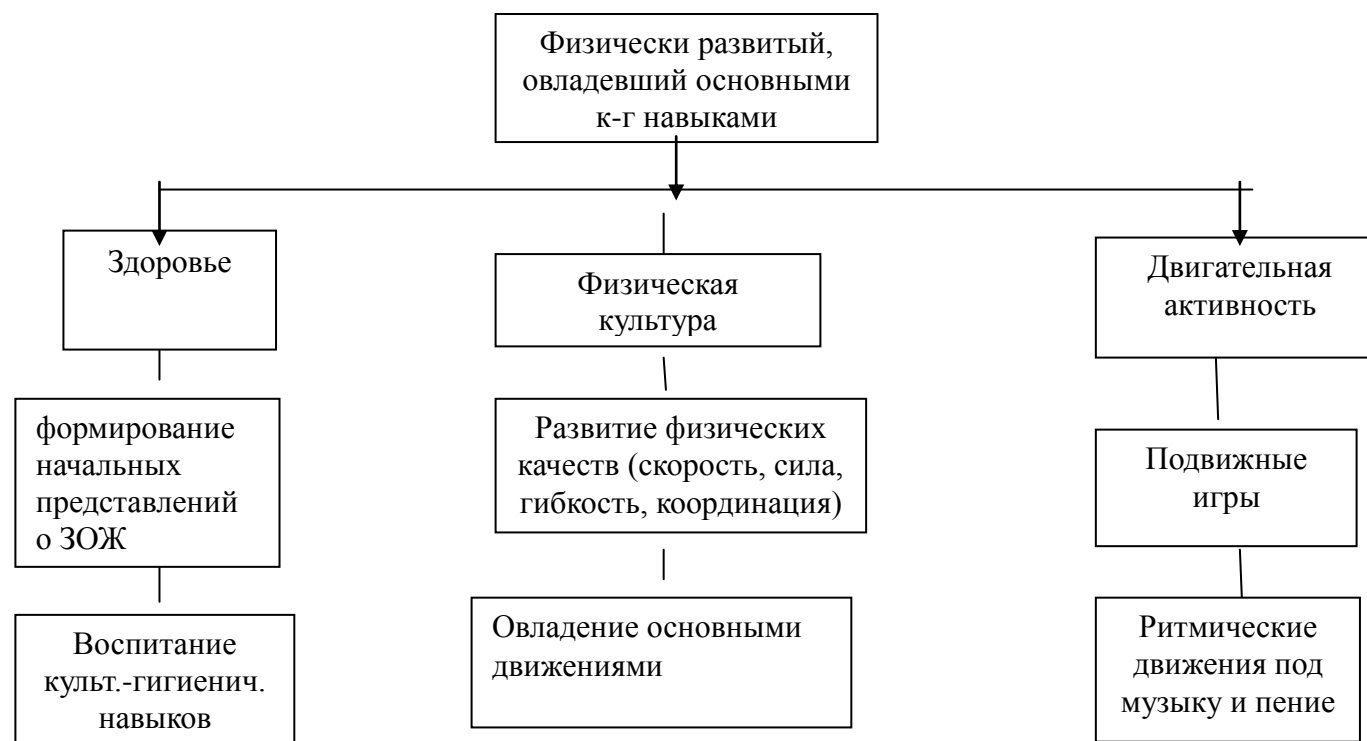 Физически развитый,
овладевший основными
к-г навыками
Здоровье
Физическая
культура
Двигательная
активность
формирование
начальных
представлений
о ЗОЖ
Развитие физических
качеств (скорость, сила,
гибкость, координация)
Подвижные
игры
Воспитание
культ.-гигиенич.
навыков
Овладение основными
движениями
Ритмические
движения под
музыку и пение